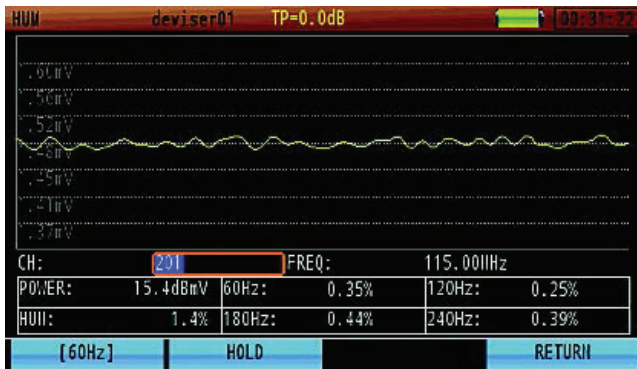 HUM deviser01 TP=0.0dB 00:31:22
.60mV
.56mV
.52mV
.48mV
.45mV
.41mV
.37mV
CH: 201 FREQ: 115.00MHz
POWER: 15.4dBmV 60Hz: 0.35% 120Hz: 0.25%
HUM: 1.4% 180Hz: 0.44% 240Hz: 0.39%
[60Hz] HOLD RETURN